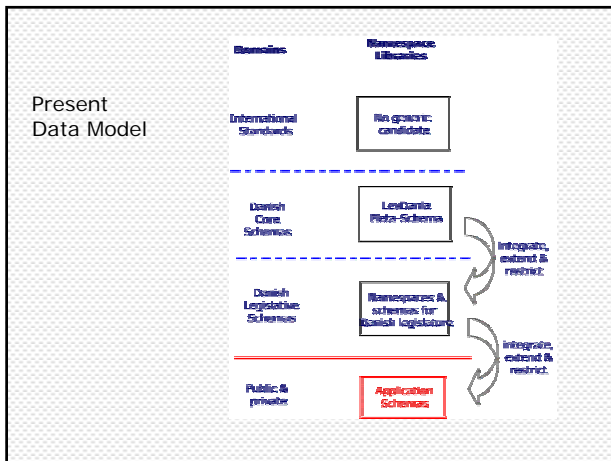 Present
Data Model
Domains
Namespace
Libraries
International
Standards
No generic
candidate
Danish
Core
Schemas
LexDania
Meta-Schema
integrate,
extend &
restrict
Danish
Legislative
Schemas
Namespaces &
schemas for
Danish legislature
integrate,
extend &
restrict
Public &
private
Application
Schemas